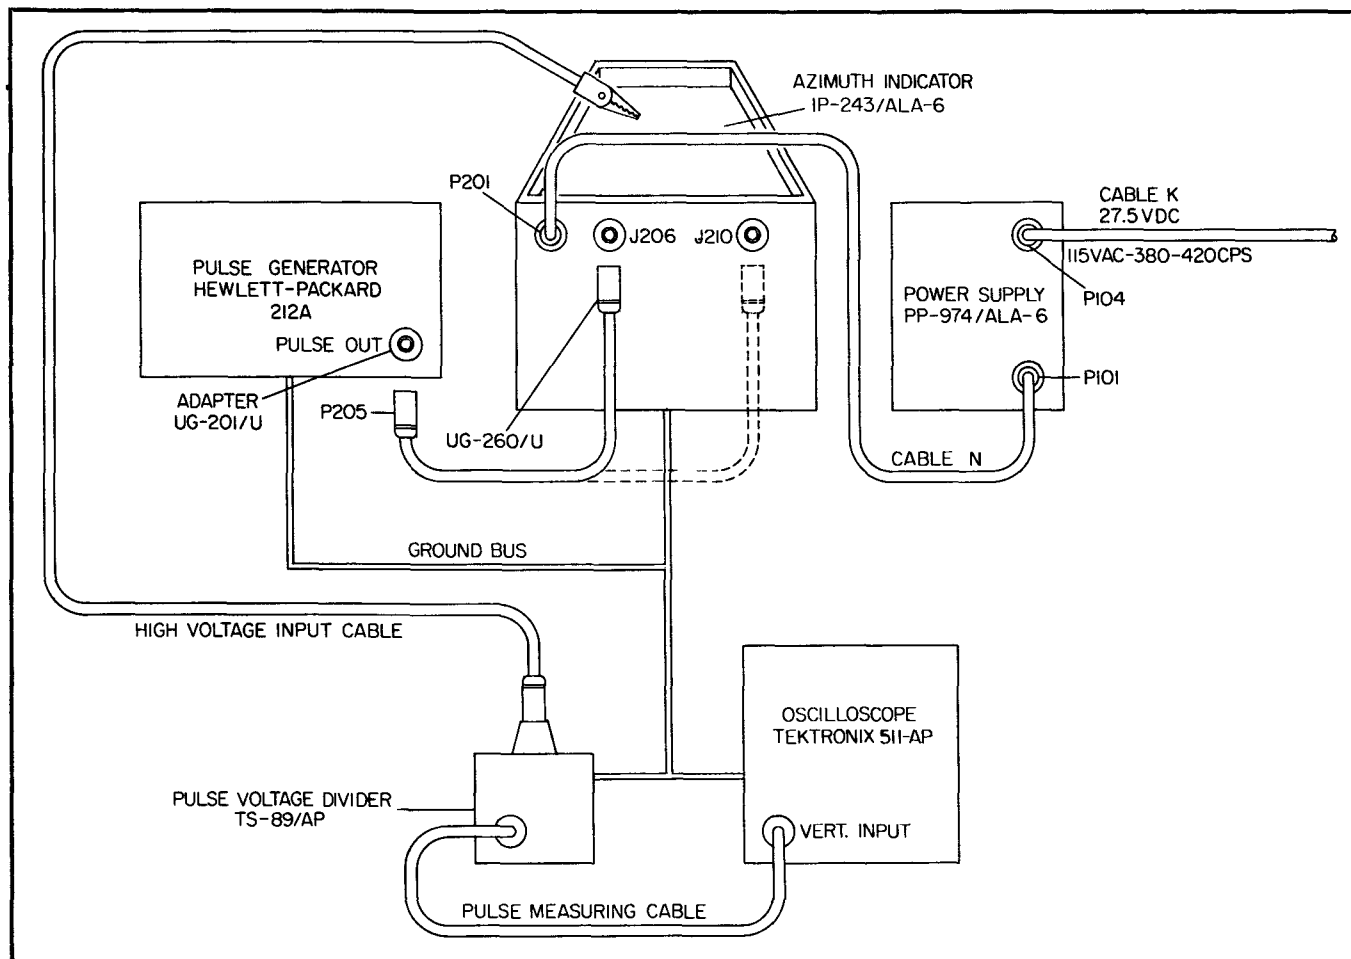 AZIMUTH INDICATOR
IP-243/ALA-6
P201
CABLE K
27.5 VDC
115VAC-380-420CPS
J206
J210
PULSE GENERATOR
HEWLETT-PACKARD
212A
PULSE OUT
POWER SUPPLY
PP-974/ALA-6
P104
P101
ADAPTER
UG-201/U
P205
UG-260/U
CABLE N
GROUND BUS
HIGH VOLTAGE INPUT CABLE
OSCILLOSCOPE
TEKTRONIX 511-AP
PULSE VOLTAGE DIVIDER
TS-89/AP
VERT. INPUT
PULSE MEASURING CABLE